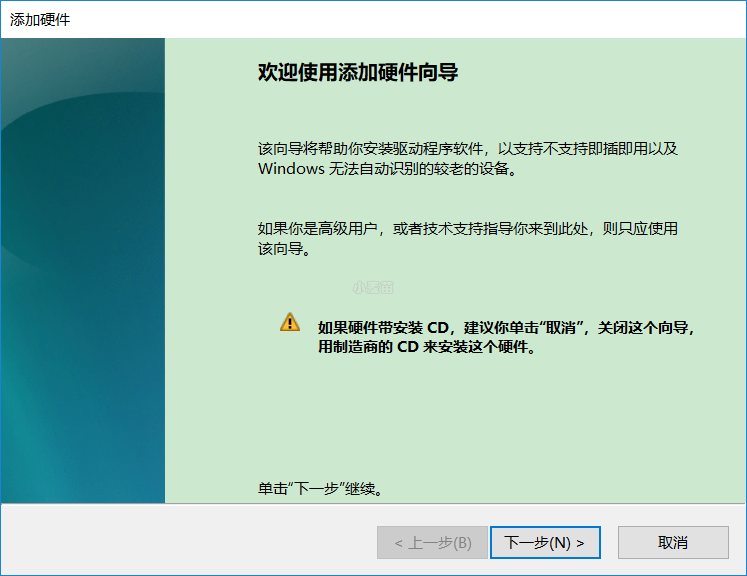 添加硬件
欢迎使用添加硬件向导
该向导将帮助你安装驱动程序软件，以支持不支持即插即用以及
Windows 无法自动识别的较老的设备。
如果你是高级用户，或者技术支持指导你来到此处，则只应使用
该向导。
如果硬件带安装 CD，建议你单击“取消”，关闭这个向导，
用制造商的 CD 来安装这个硬件。
单击“下一步”继续。
< 上一步(B)
下一步(N) >
取消